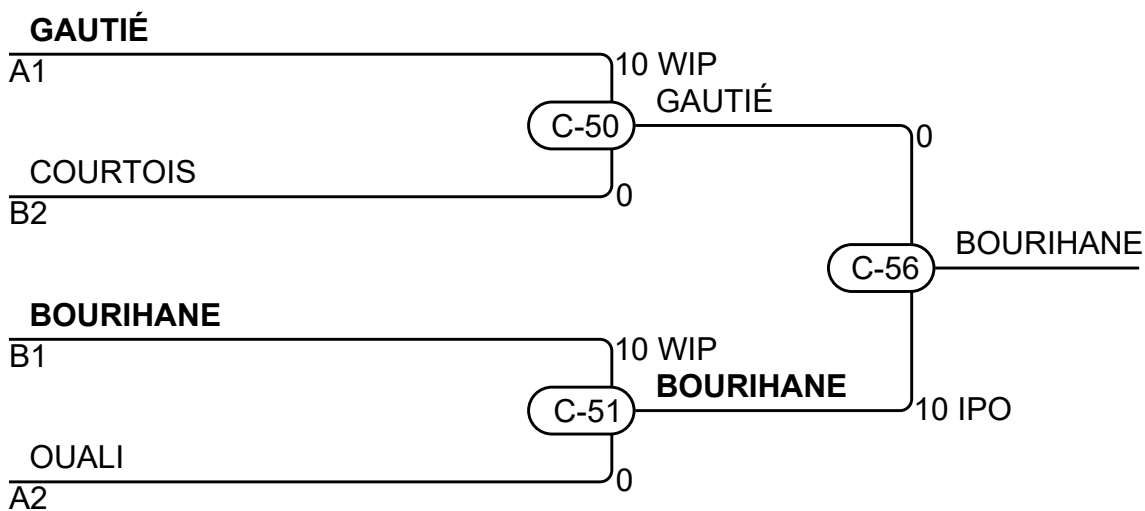 GAUTIÉ
A1
10 WIP
GAUTIÉ
C-50
0
COURTOIS
B2
0
BOURIHANE
C-56
BOURIHANE
B1
10 WIP
BOURIHANE
C-51
10 IPO
OUALI
A2
0